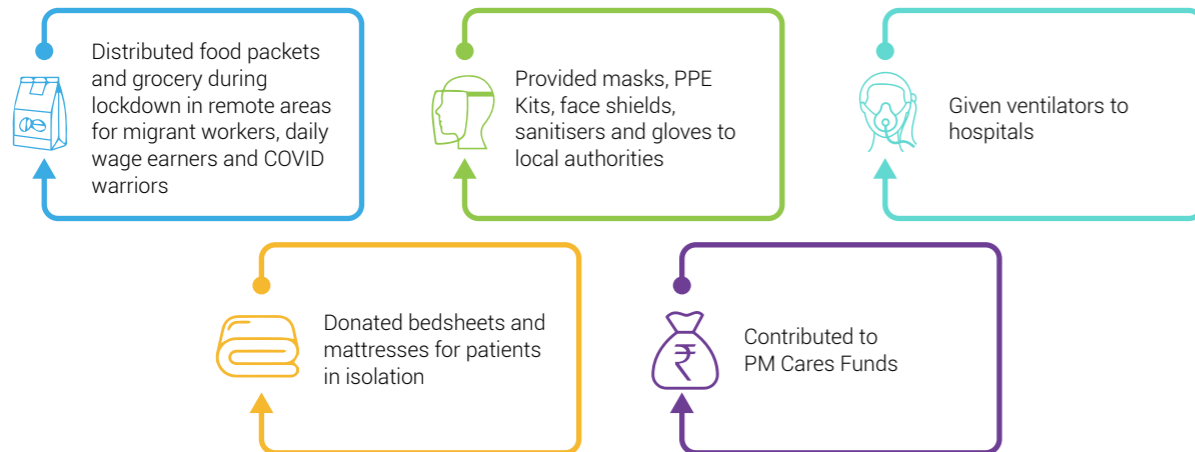 Distributed food packets
and grocery during
lockdown in remote areas
for migrant workers, daily
wage earners and COVID
warriors
Provided masks, PPE
Kits, face shields,
sanitisers and gloves to
local authorities
Given ventilators to
hospitals
Donated bedsheets and
mattresses for patients
in isolation
₹
Contributed to
PM Cares Funds